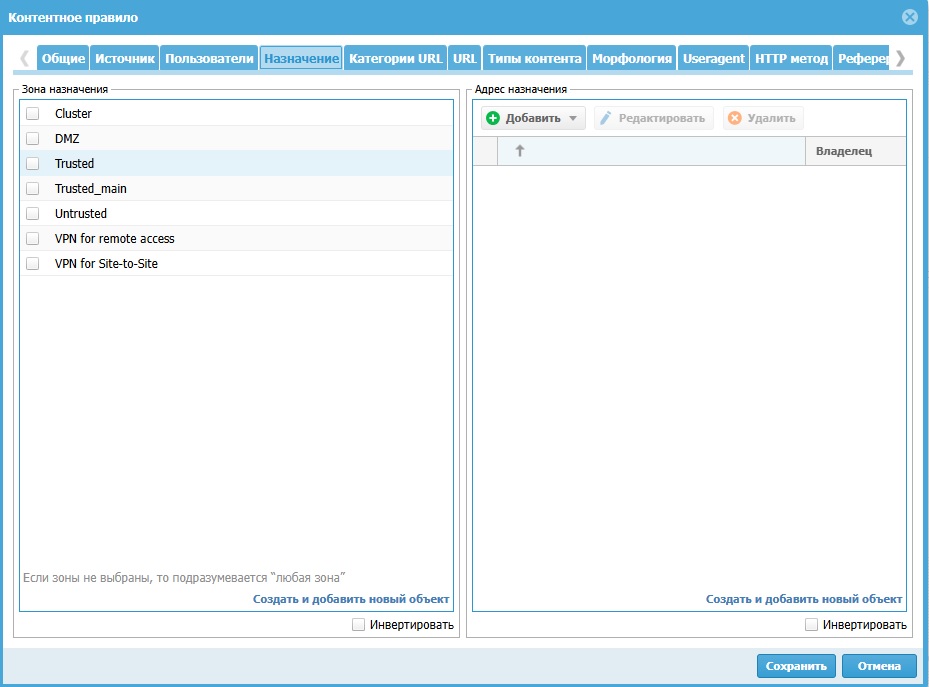 Контентное правило
Общие Источник Пользователи Назначение Категории URL URL Типы контента Морфология Useragent HTTP метод Реферер
Зона назначения
Cluster
DMZ
Trusted
Trusted_main
Untrusted
VPN for remote access
VPN for Site-to-Site
Если зоны не выбраны, то подразумевается “любая зона”
Создать и добавить новый объект
Инвертировать
Адрес назначения
Добавить Редактировать Удалить
Владелец
Создать и добавить новый объект
Инвертировать
Сохранить Отмена